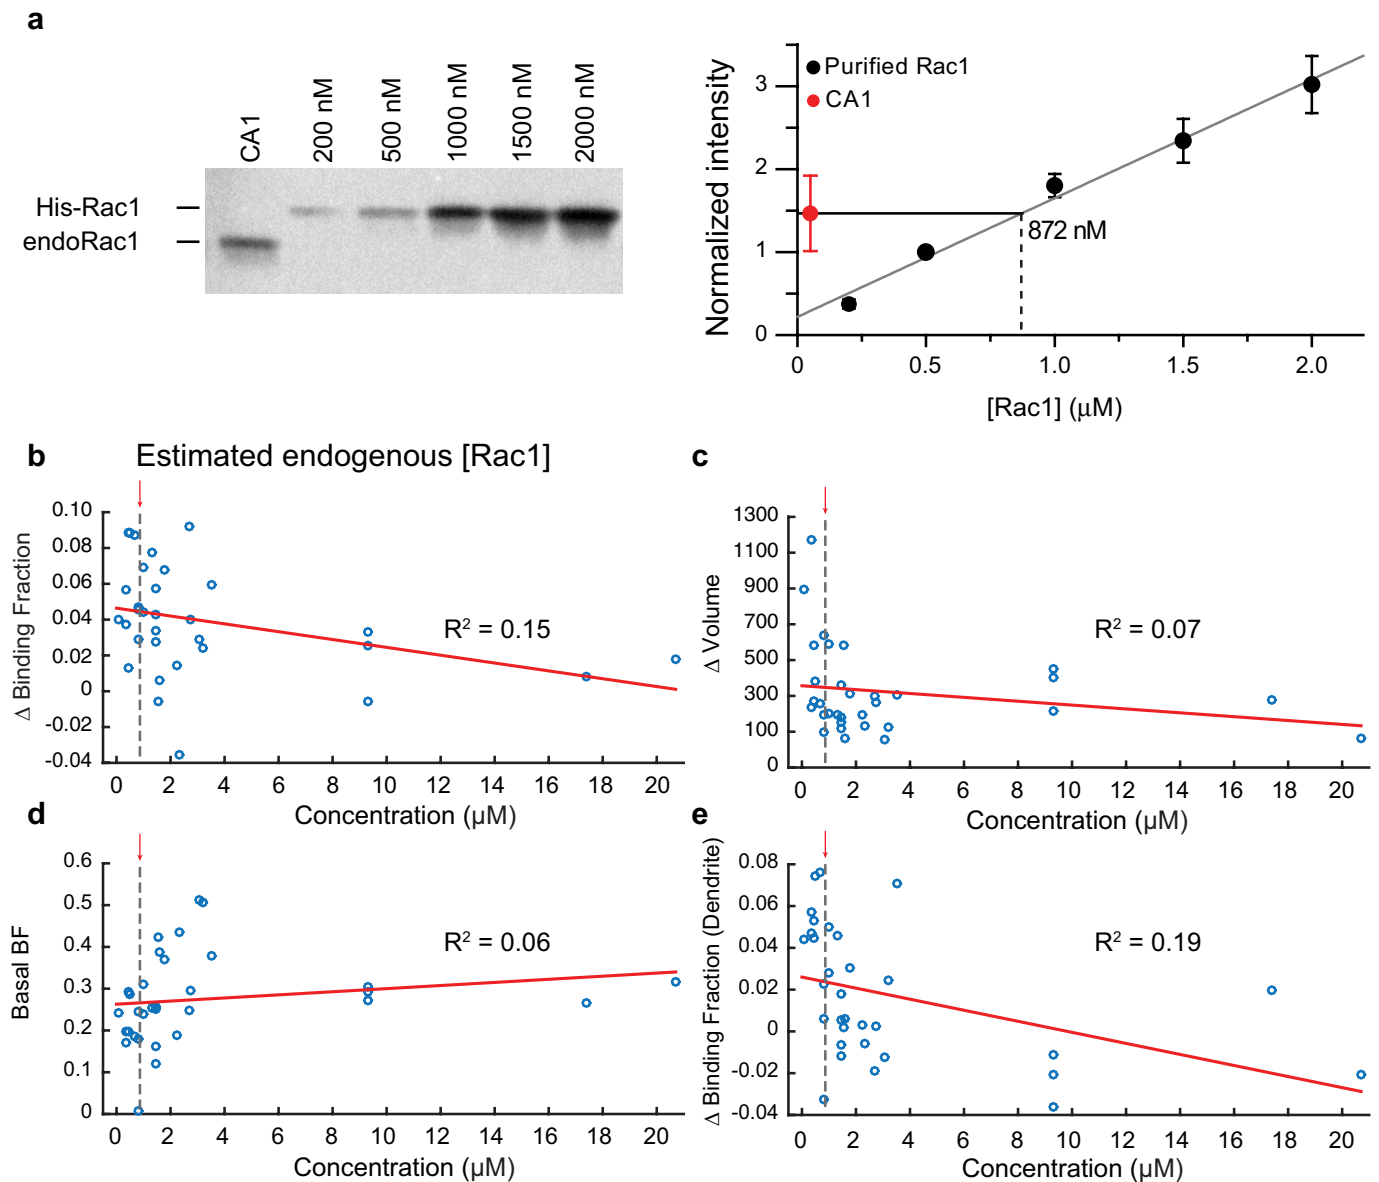 a
CA1
200 nM
500 nM
1000 nM
1500 nM
2000 nM
His-Rac1
endoRac1
Normalized intensity
3
2
1
0
Purified Rac1
CA1
872 nM
0 0.5 1.0 1.5 2.0
[Rac1] (μM)
b
Estimated endogenous [Rac1]
Δ Binding Fraction
0.10
0.08
0.06
0.04
0.02
0
-0.02
-0.04
R² = 0.15
0 2 4 6 8 10 12 14 16 18 20
Concentration (μM)
c
Δ Volume
1300
1100
900
700
500
300
100
0
R² = 0.07
0 2 4 6 8 10 12 14 16 18 20
Concentration (μM)
d
Basal BF
0.6
0.4
0.3
0.2
0.1
0
R² = 0.06
0 2 4 6 8 10 12 14 16 18 20
Concentration (μM)
e
Δ Binding Fraction (Dendrite)
0.08
0.06
0.04
0.02
0
-0.02
-0.04
R² = 0.19
0 2 4 6 8 10 12 14 16 18 20
Concentration (μM)